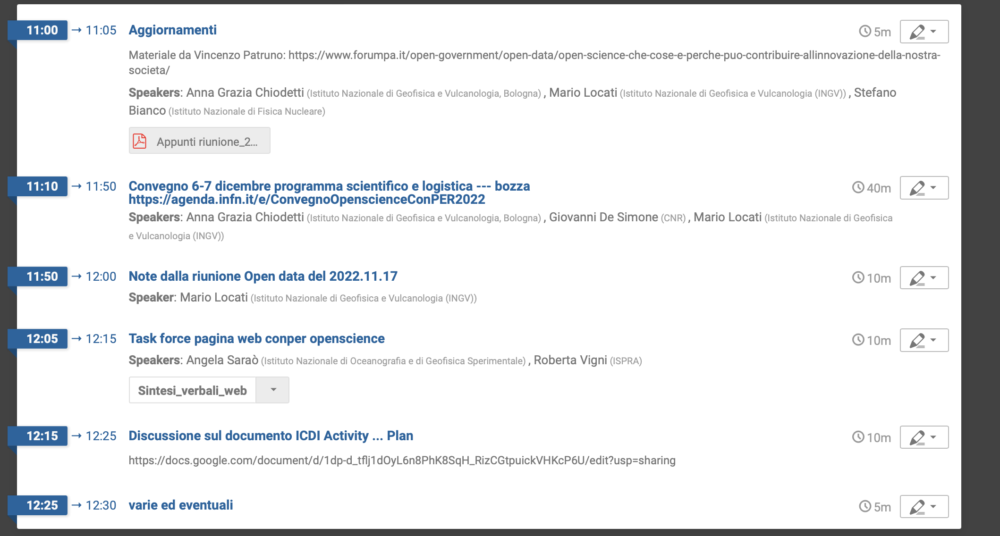 11:00 → 11:05 Aggiornamenti 5m
Materiale da Vincenzo Patruno: https://www.forumpa.it/open-government/open-data/open-science-che-cose-e-perche-puo-contribuire-allinnovazione-della-nostra-
societa/
Speakers: Anna Grazia Chiodetti (Istituto Nazionale di Geofisica e Vulcanologia, Bologna) , Mario Locati (Istituto Nazionale di Geofisica e Vulcanologia (INGV)) , Stefano
Bianco (Istituto Nazionale di Fisica Nucleare)
Appunti riunione_2...
11:10 → 11:50 Convegno 6-7 dicembre programma scientifico e logistica --- bozza 40m
https://agenda.infn.it/e/ConvegnoOpenscienceConPER2022
Speakers: Anna Grazia Chiodetti (Istituto Nazionale di Geofisica e Vulcanologia, Bologna) , Giovanni De Simone (CNR) , Mario Locati (Istituto Nazionale di Geofisica
e Vulcanologia (INGV))
11:50 → 12:00 Note dalla riunione Open data del 2022.11.17 10m
Speaker: Mario Locati (Istituto Nazionale di Geofisica e Vulcanologia (INGV))
12:05 → 12:15 Task force pagina web conper openscience 10m
Speakers: Angela Saraò (Istituto Nazionale di Oceanografia e di Geofisica Sperimentale) , Roberta Vigni (ISPRA)
Sintesi_verbali_web
12:15 → 12:25 Discussione sul documento ICDI Activity ... Plan 10m
https://docs.google.com/document/d/1dp-d_tflj1dOyL6n8PhK8SqH_RizCGtpuickVHKcP6U/edit?usp=sharing
12:25 → 12:30 varie ed eventuali 5m